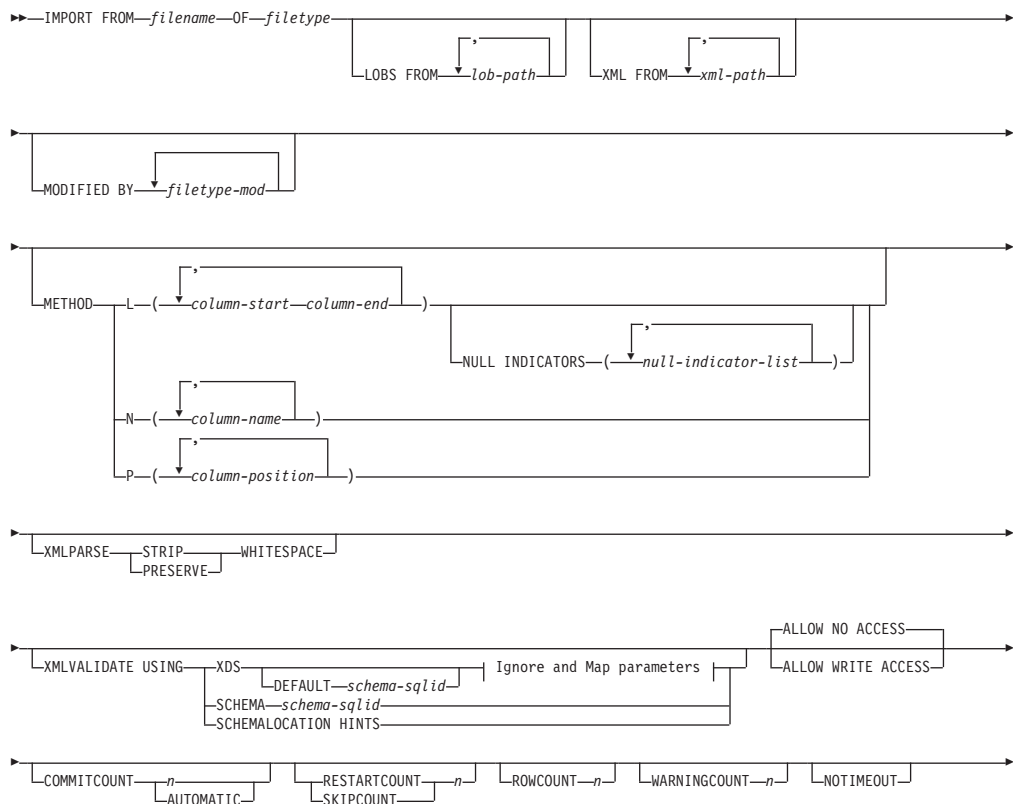 IMPORT FROM filename OF filetype
,
,
LOBS FROM lob-path
XML FROM xml-path
MODIFIED BY filetype-mod
,
METHOD L ( column-start column-end )
,
NULL INDICATORS ( null-indicator-list )
,
N ( column-name )
,
P ( column-position )
XMLPARSE STRIP WHITESPACE
PRESERVE
ALLOW NO ACCESS
XMLVALIDATE USING XDS Ignore and Map parameters ALLOW WRITE ACCESS
DEFAULT schema-sqlid
SCHEMA schema-sqlid
SCHEMALOCATION HINTS
COMMITCOUNT n RESTARTCOUNT n ROWCOUNT n WARNINGCOUNT n NOTIMEOUT
AUTOMATIC SKIPCOUNT